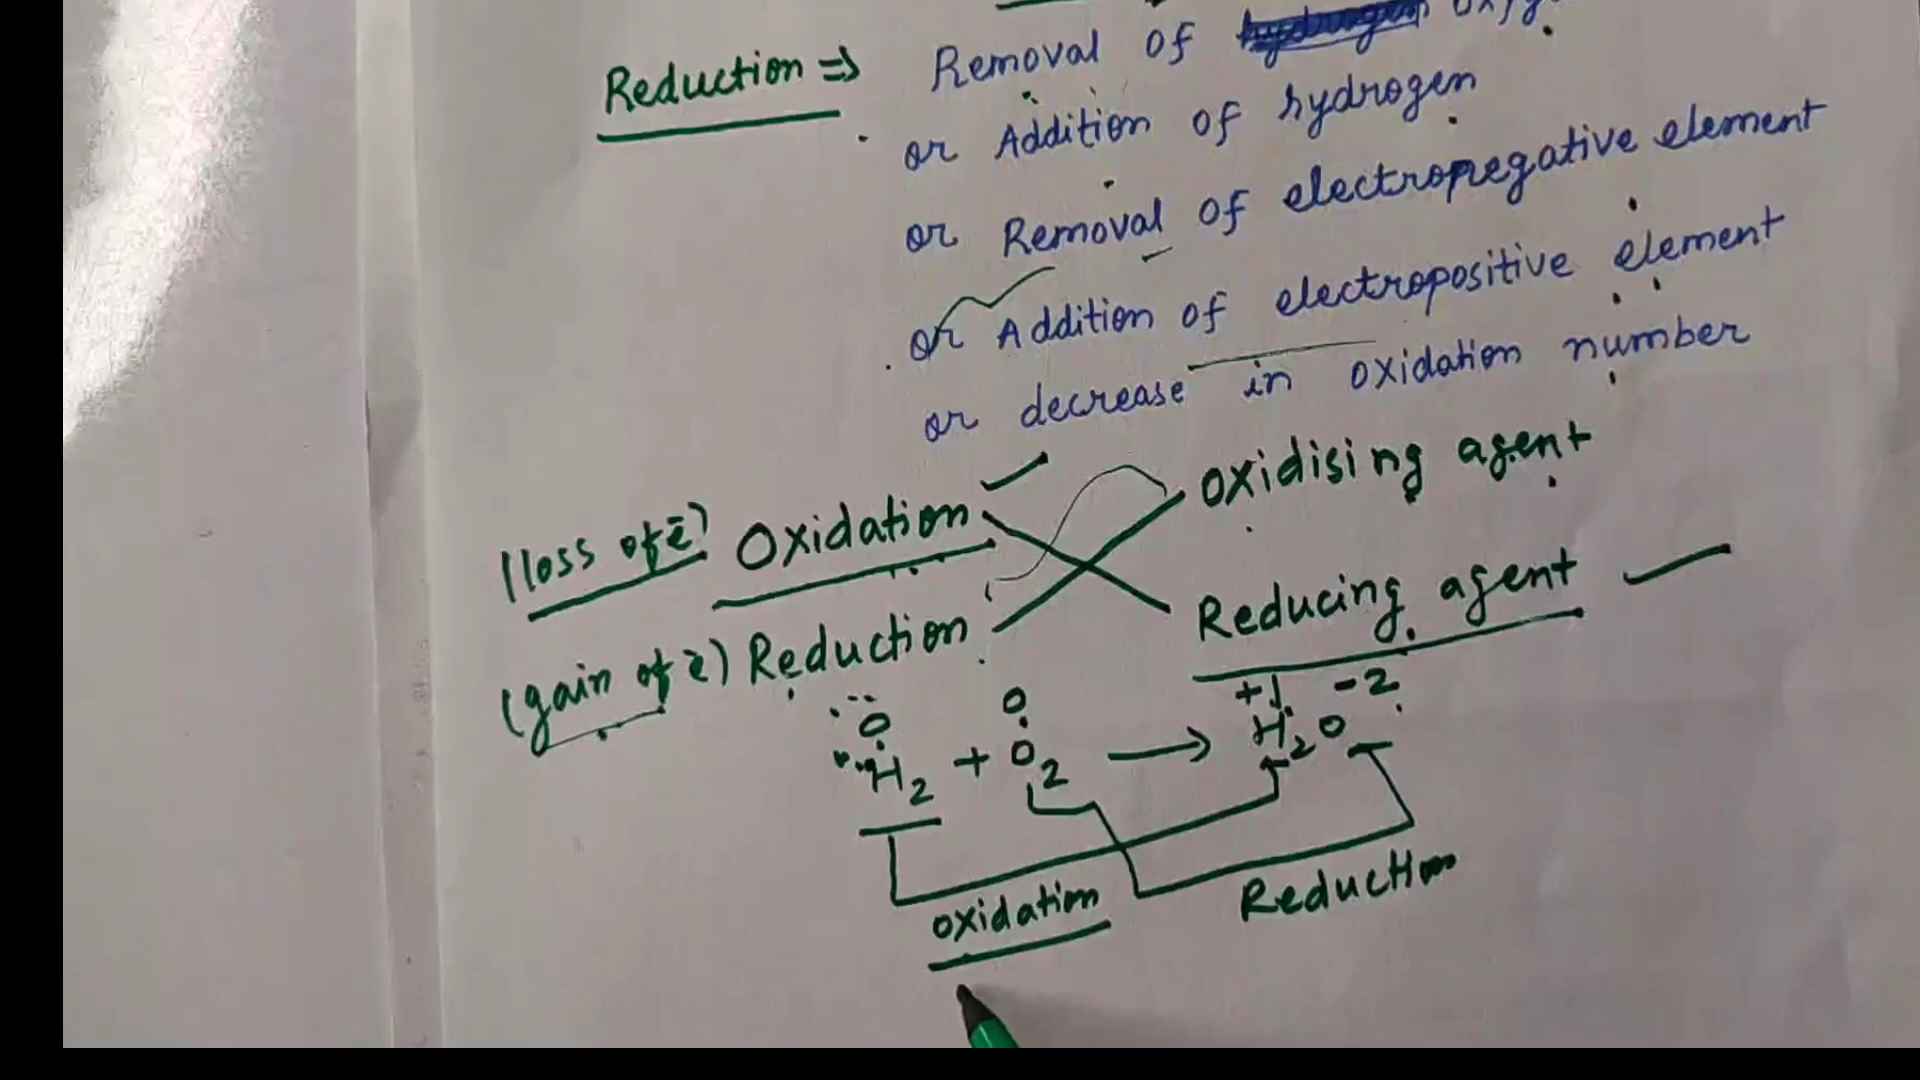 Reduction ⇒ Removal of hydrogen oxyg
or Addition of hydrogen
or Removal of electronegative element
or Addition of electropositive element
or decrease in oxidation number
(loss of ē) Oxidation oxidising agent
(gain of ē) Reduction Reducing agent
0 0 +1 -2
H2 + O2 → H2O
oxidation Reduction